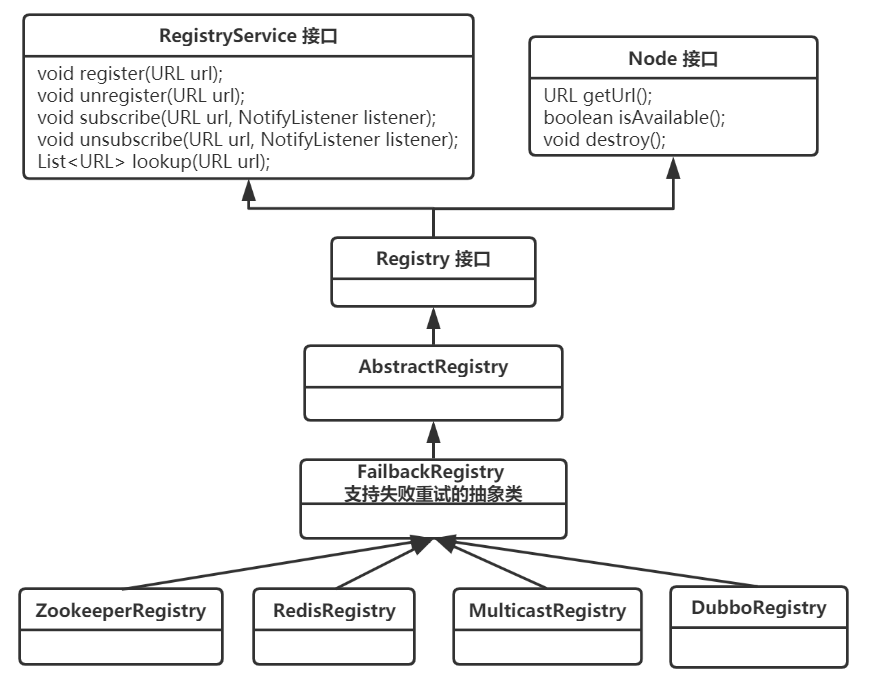 RegistryService 接口
void register(URL url);
void unregister(URL url);
void subscribe(URL url, NotifyListener listener);
void unsubscribe(URL url, NotifyListener listener);
List<URL> lookup(URL url);
Node 接口
URL getUrl();
boolean isAvailable();
void destroy();
Registry 接口
AbstractRegistry
FailbackRegistry
支持失败重试的抽象类
ZookeeperRegistry
RedisRegistry
MulticastRegistry
DubboRegistry